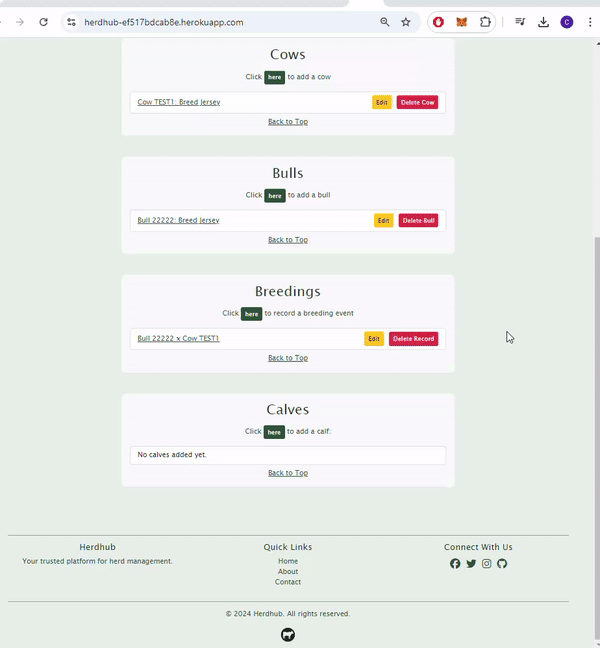 herdhub-ef517bdcab8e.herokuapp.com
C
Cows
Click here to add a cow
Cow TEST1: Breed Jersey Edit Delete Cow
Back to Top
Bulls
Click here to add a bull
Bull 22222: Breed Jersey Edit Delete Bull
Back to Top
Breedings
Click here to record a breeding event
Bull 22222 x Cow TEST1 Edit Delete Record
Back to Top
Calves
Click here to add a calf.
No calves added yet.
Back to Top
Herdhub Quick Links Connect With Us
Your trusted platform for herd management. Home
About
Contact
© 2024 Herdhub. All rights reserved.